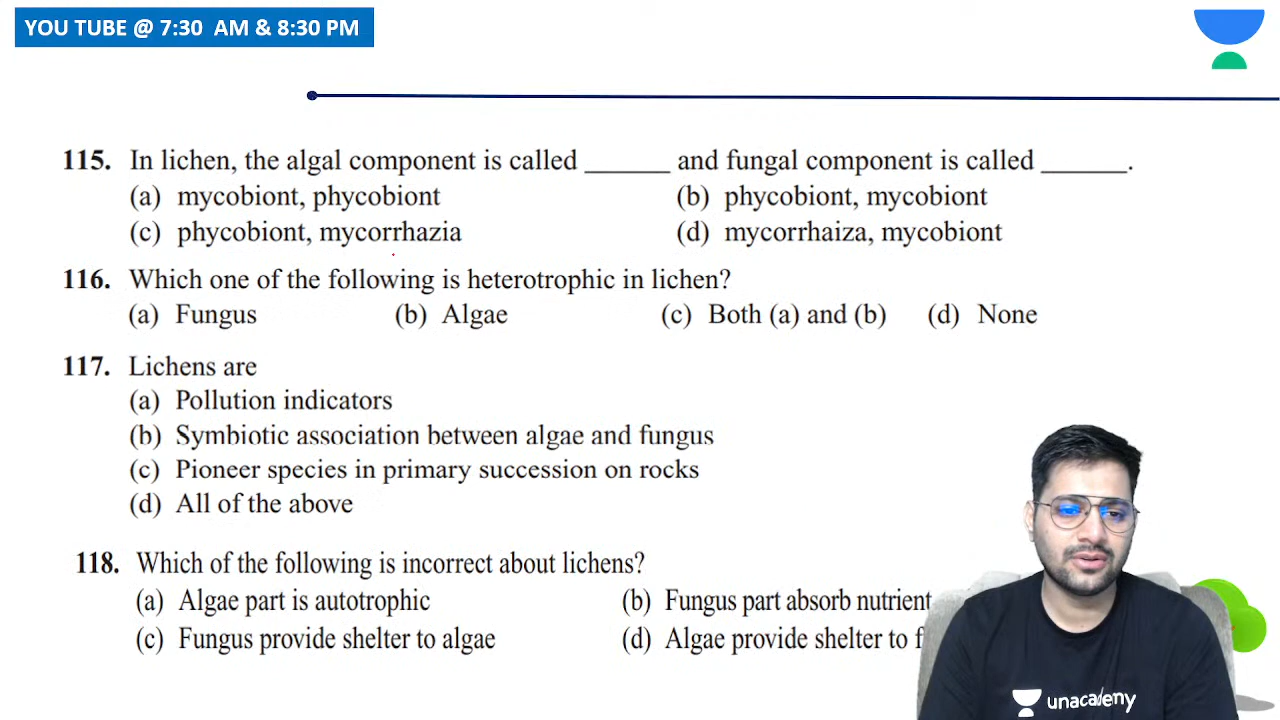 YOU TUBE @ 7:30 AM & 8:30 PM
115. In lichen, the algal component is called ______ and fungal component is called ______.
(a) mycobiont, phycobiont (b) phycobiont, mycobiont
(c) phycobiont, mycorrhazia (d) mycorrhaiza, mycobiont
116. Which one of the following is heterotrophic in lichen?
(a) Fungus (b) Algae (c) Both (a) and (b) (d) None
117. Lichens are
(a) Pollution indicators
(b) Symbiotic association between algae and fungus
(c) Pioneer species in primary succession on rocks
(d) All of the above
118. Which of the following is incorrect about lichens?
(a) Algae part is autotrophic (b) Fungus part absorb nutrient
(c) Fungus provide shelter to algae (d) Algae provide shelter to
unacademy